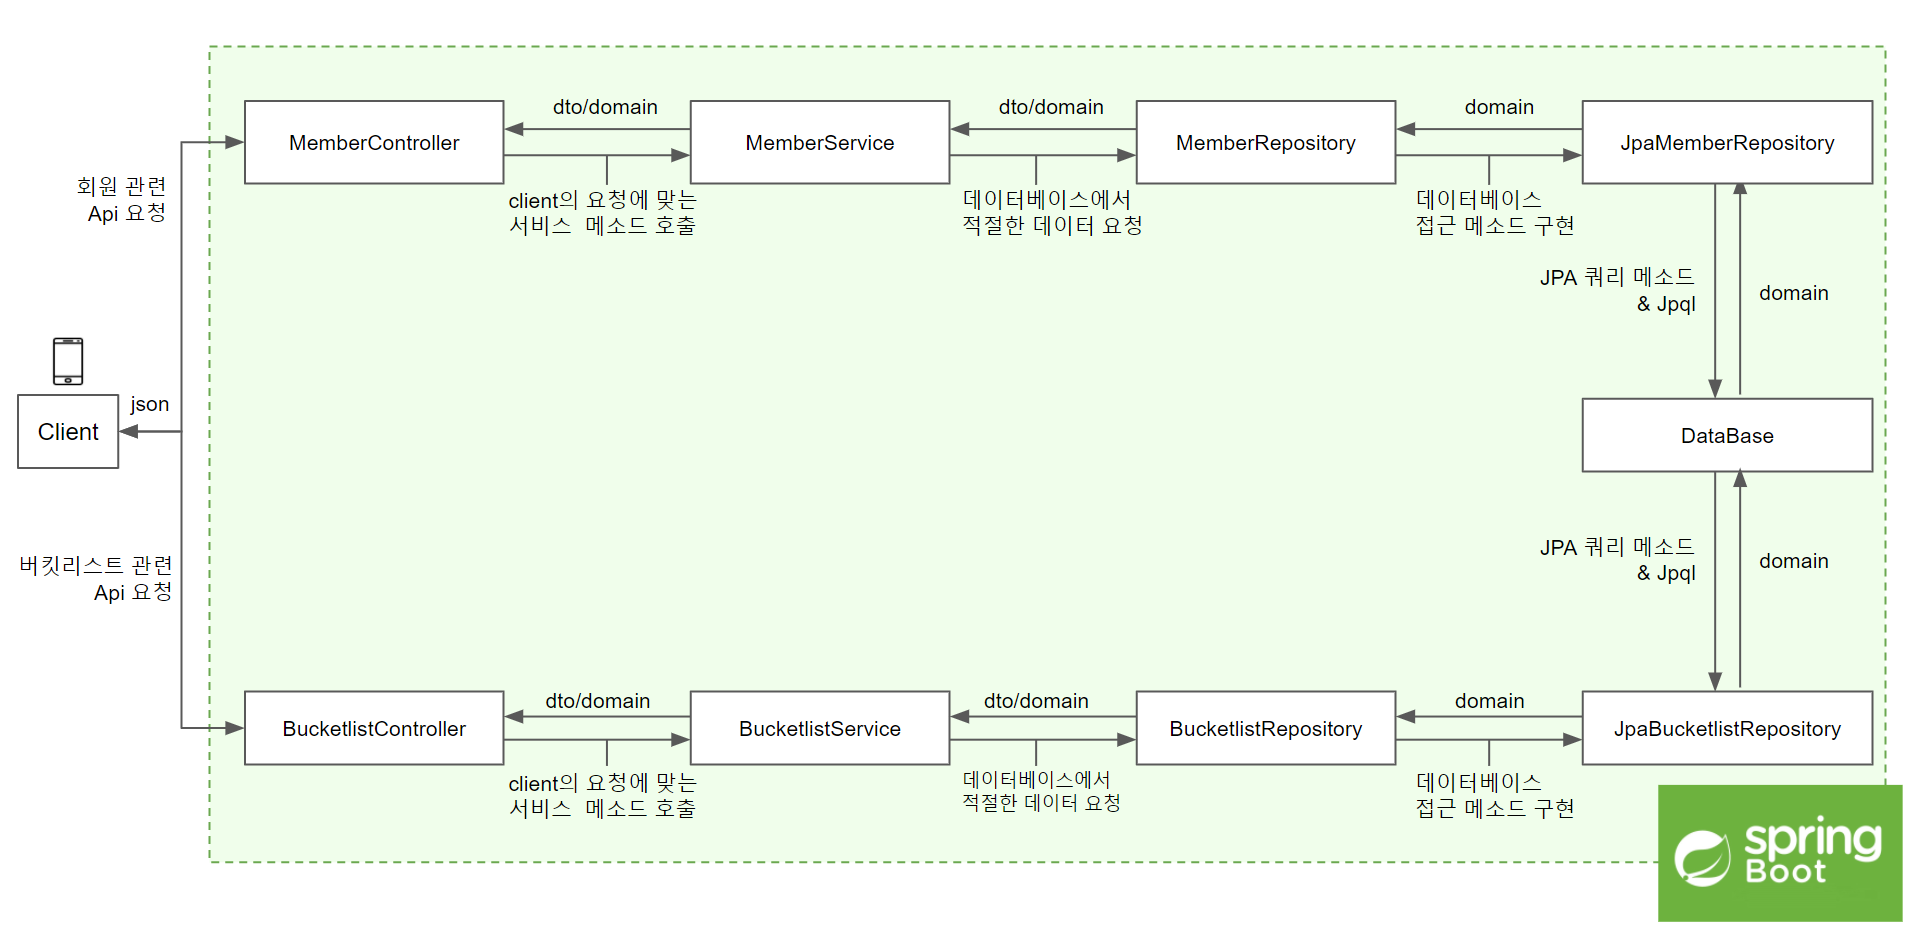 dto/domain
dto/domain
domain
MemberController
MemberService
MemberRepository
JpaMemberRepository
회원 관련
Api 요청
client의 요청에 맞는
서비스 메소드 호출
데이터베이스에서
적절한 데이터 요청
데이터베이스
접근 메소드 구현
JPA 쿼리 메소드
& Jpql
domain
json
Client
DataBase
버킷리스트 관련
Api 요청
JPA 쿼리 메소드
& Jpql
domain
dto/domain
dto/domain
domain
BucketlistController
BucketlistService
BucketlistRepository
JpaBucketlistRepository
client의 요청에 맞는
서비스 메소드 호출
데이터베이스에서
적절한 데이터 요청
데이터베이스
접근 메소드 구현
spring
Boot